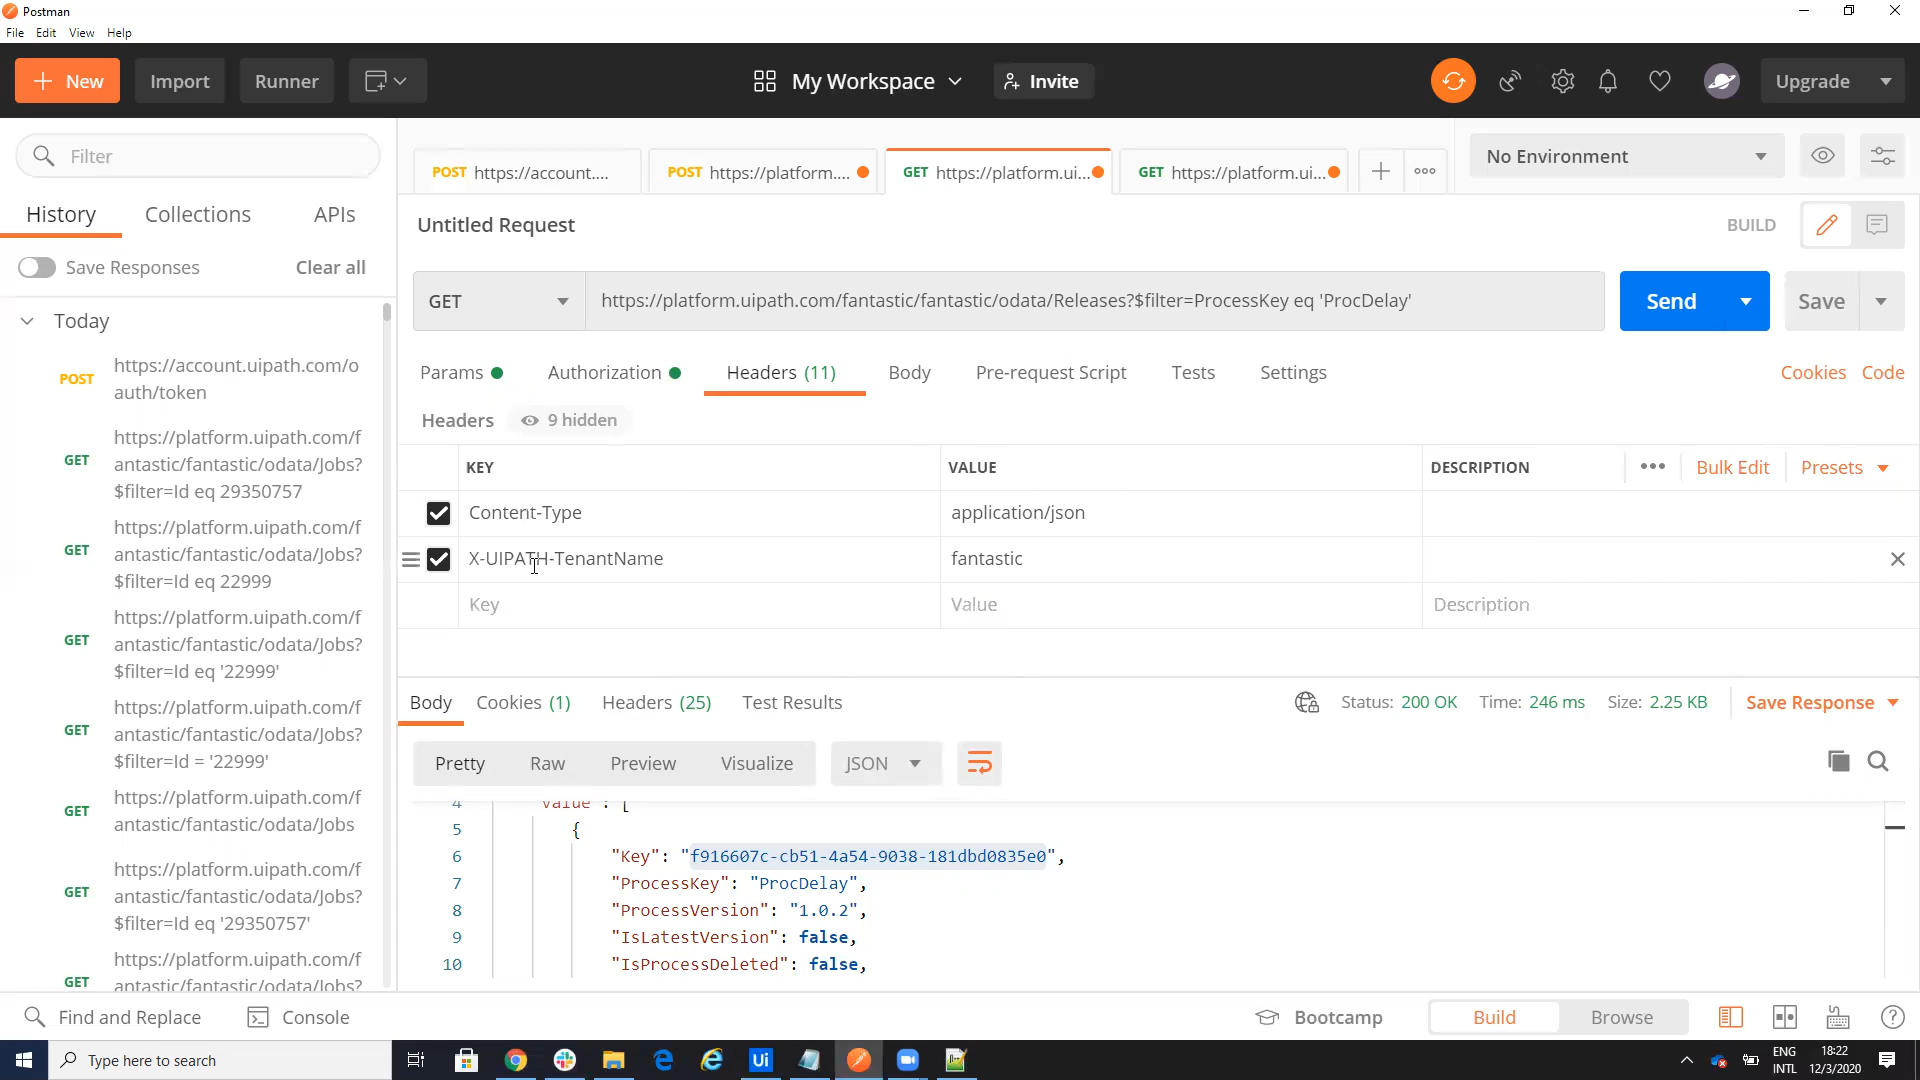 Postman
File Edit View Help
New Import Runner My Workspace Invite Upgrade
Filter
POST https://account.... POST https://platform.... GET https://platform.ui... GET https://platform.ui... No Environment
History Collections APIs
Untitled Request BUILD
Save Responses Clear all
GET https://platform.uipath.com/fantastic/fantastic/odata/Releases?$filter=ProcessKey eq 'ProcDelay' Send Save
Today
POST https://account.uipath.com/o
auth/token
GET https://platform.uipath.com/f
antastic/fantastic/odata/Jobs?
$filter=Id eq 29350757
GET https://platform.uipath.com/f
antastic/fantastic/odata/Jobs?
$filter=Id eq 22999
GET https://platform.uipath.com/f
antastic/fantastic/odata/Jobs?
$filter=Id eq '22999'
GET https://platform.uipath.com/f
antastic/fantastic/odata/Jobs?
$filter=Id = '22999'
GET https://platform.uipath.com/f
antastic/fantastic/odata/Jobs
GET https://platform.uipath.com/f
antastic/fantastic/odata/Jobs?
$filter=Id eq '29350757'
GET https://platform.uipath.com/f
antastic/fantastic/odata/Jobs?
Params Authorization Headers (11) Body Pre-request Script Tests Settings Cookies Code
Headers 9 hidden
KEY VALUE DESCRIPTION Bulk Edit Presets
Content-Type application/json
X-UIPATH-TenantName fantastic
Key Value Description
Body Cookies (1) Headers (25) Test Results Status: 200 OK Time: 246 ms Size: 2.25 KB Save Response
Pretty Raw Preview Visualize JSON
4 value : [
5 {
6 "Key": "f916607c-cb51-4a54-9038-181dbd0835e0",
7 "ProcessKey": "ProcDelay",
8 "ProcessVersion": "1.0.2",
9 "IsLatestVersion": false,
10 "IsProcessDeleted": false,
Find and Replace Console Bootcamp Build Browse
Type here to search Ui ENG 18:22
INTL 12/3/2020